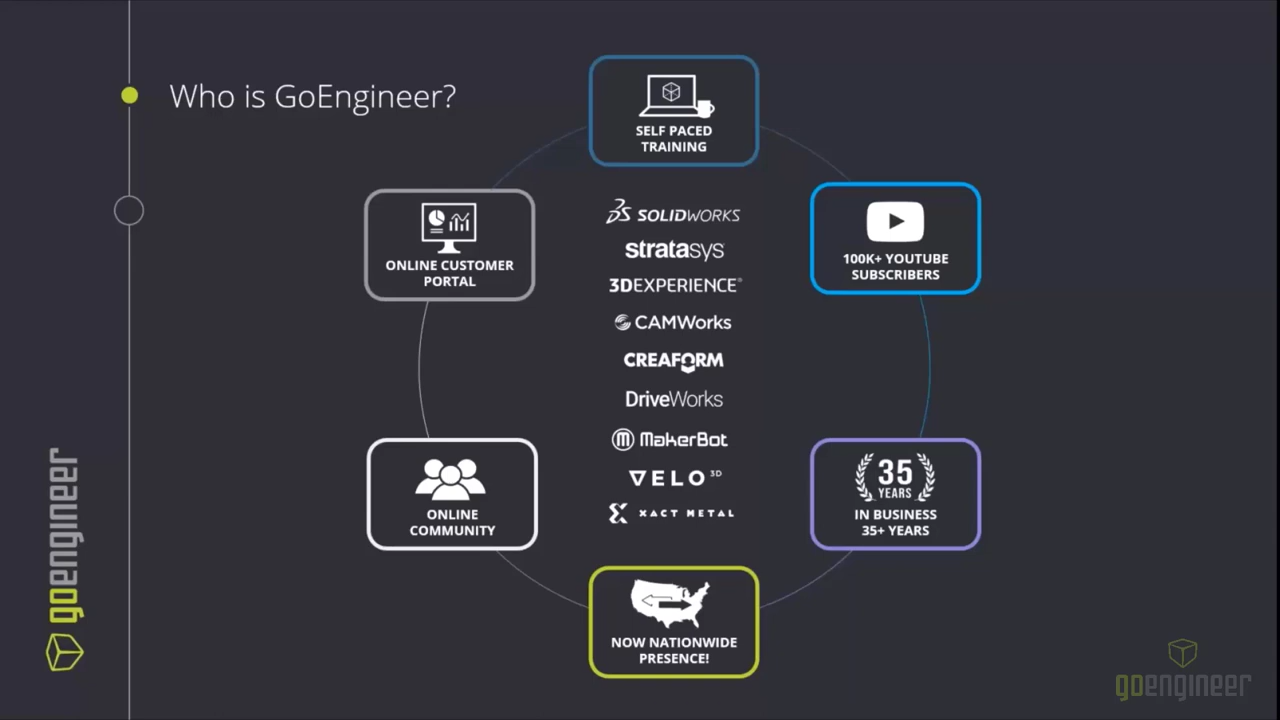 Who is GoEngineer?
SELF PACED
TRAINING
ONLINE CUSTOMER
PORTAL
100K+ YOUTUBE
SUBSCRIBERS
SOLIDWORKS
stratasys
3DEXPERIENCE®
CAMWorks
CREAFORM
DriveWorks
MakerBot
VELO3D
XACT METAL
ONLINE
COMMUNITY
35
YEARS
IN BUSINESS
35+ YEARS
NOW NATIONWIDE
PRESENCE!
goengineer
goengineer